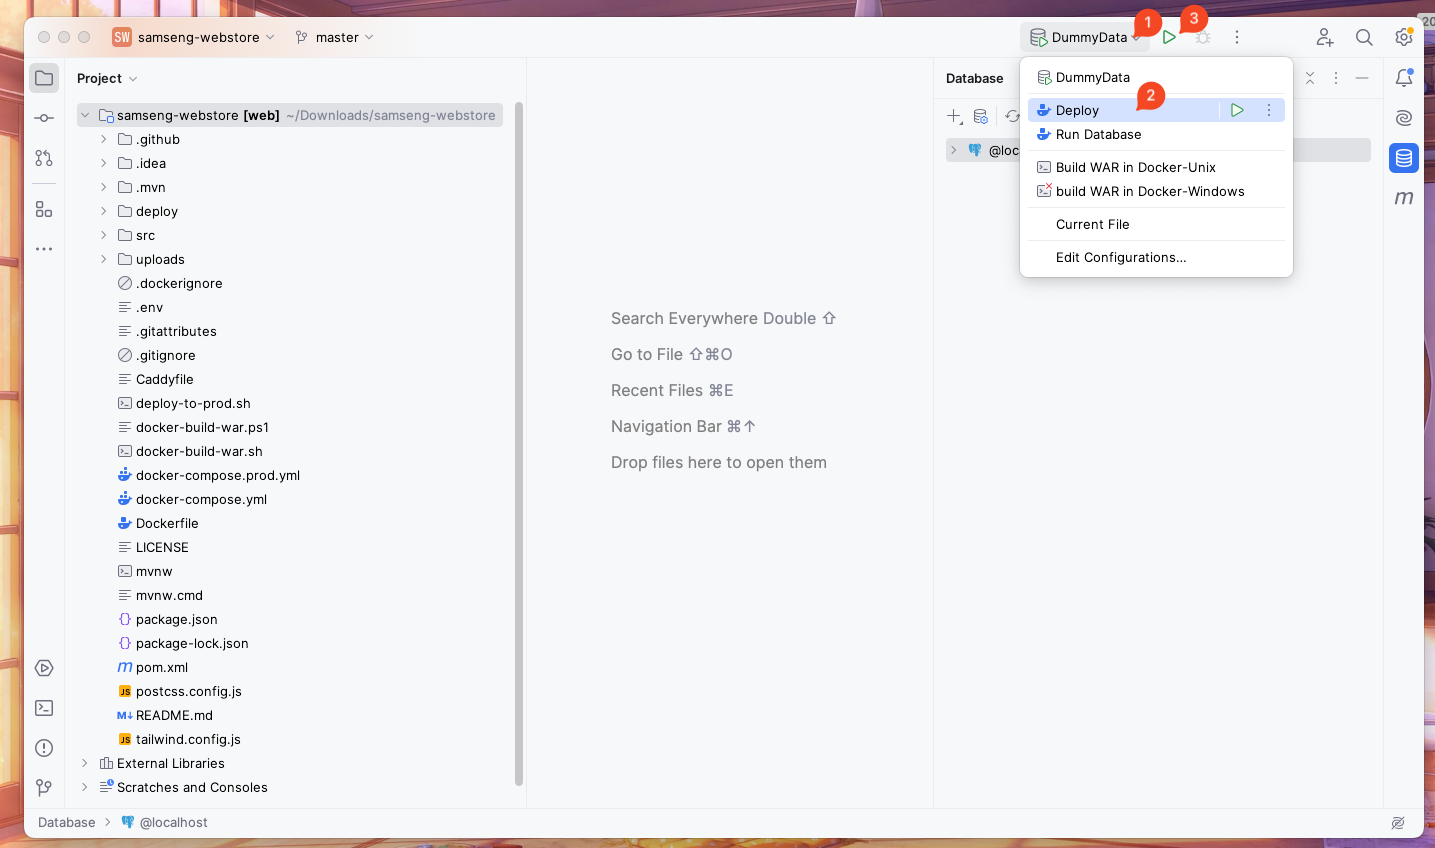 SW samseng-webstore master DummyData 1 3
20
Project
samseng-webstore [web] ~/Downloads/samseng-webstore
.github
.idea
.mvn
deploy
src
uploads
.dockerignore
.env
.gitattributes
.gitignore
Caddyfile
deploy-to-prod.sh
docker-build-war.ps1
docker-build-war.sh
docker-compose.prod.yml
docker-compose.yml
Dockerfile
LICENSE
mvnw
mvnw.cmd
package.json
package-lock.json
m pom.xml
JS postcss.config.js
M↓ README.md
JS tailwind.config.js
External Libraries
Scratches and Consoles
Search Everywhere Double ⇧
Go to File ⇧⌘O
Recent Files ⌘E
Navigation Bar ⌘↑
Drop files here to open them
Database
@loc
DummyData
Deploy 2
Run Database
Build WAR in Docker-Unix
build WAR in Docker-Windows
Current File
Edit Configurations...
m
Database @localhost